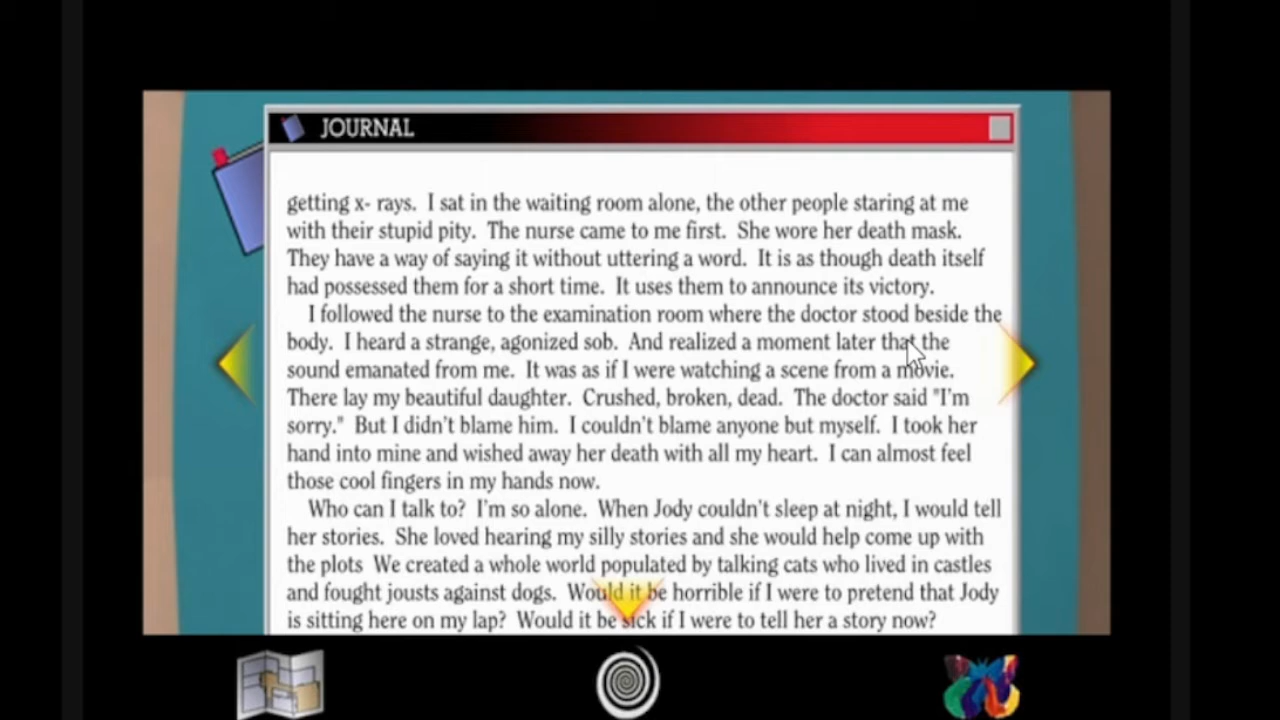 JOURNAL
getting x- rays. I sat in the waiting room alone, the other people staring at me
with their stupid pity. The nurse came to me first. She wore her death mask.
They have a way of saying it without uttering a word. It is as though death itself
had possessed them for a short time. It uses them to announce its victory.
I followed the nurse to the examination room where the doctor stood beside the
body. I heard a strange, agonized sob. And realized a moment later that the
sound emanated from me. It was as if I were watching a scene from a movie.
There lay my beautiful daughter. Crushed, broken, dead. The doctor said "I'm
sorry." But I didn't blame him. I couldn't blame anyone but myself. I took her
hand into mine and wished away her death with all my heart. I can almost feel
those cool fingers in my hands now.
Who can I talk to? I'm so alone. When Jody couldn't sleep at night, I would tell
her stories. She loved hearing my silly stories and she would help come up with
the plots We created a whole world populated by talking cats who lived in castles
and fought jousts against dogs. Would it be horrible if I were to pretend that Jody
is sitting here on my lap? Would it be sick if I were to tell her a story now?